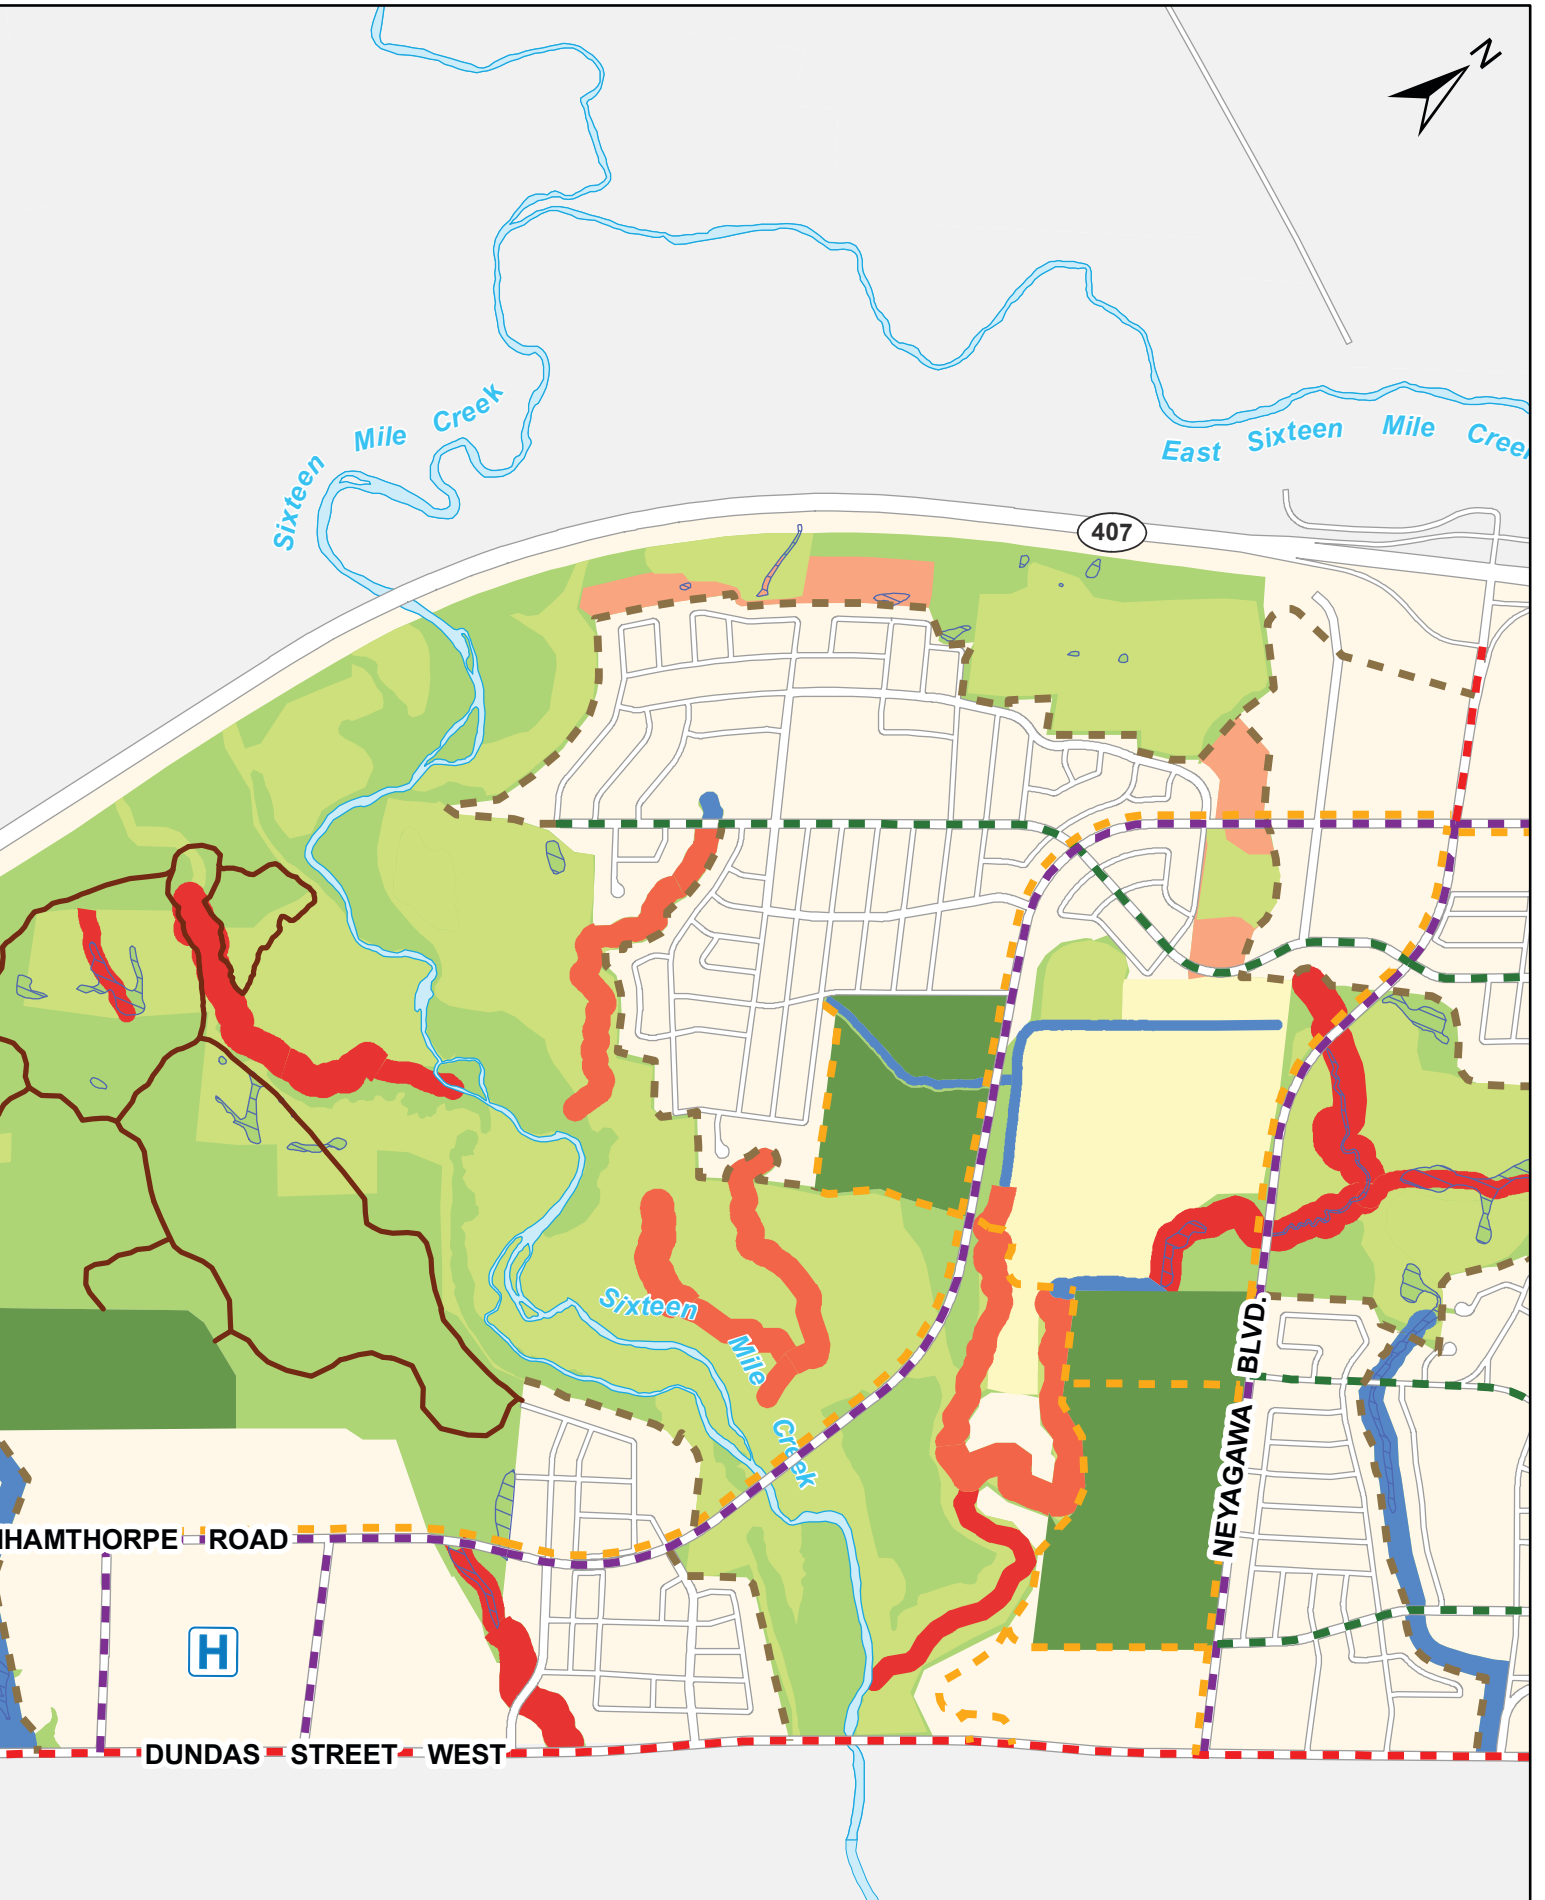 N
Sixteen Mile Creek
East Sixteen Mile Creek
407
Sixteen
Mile
Creek
NEYAGAWA BLVD.
HAMTHORPE ROAD
H
DUNDAS STREET WEST